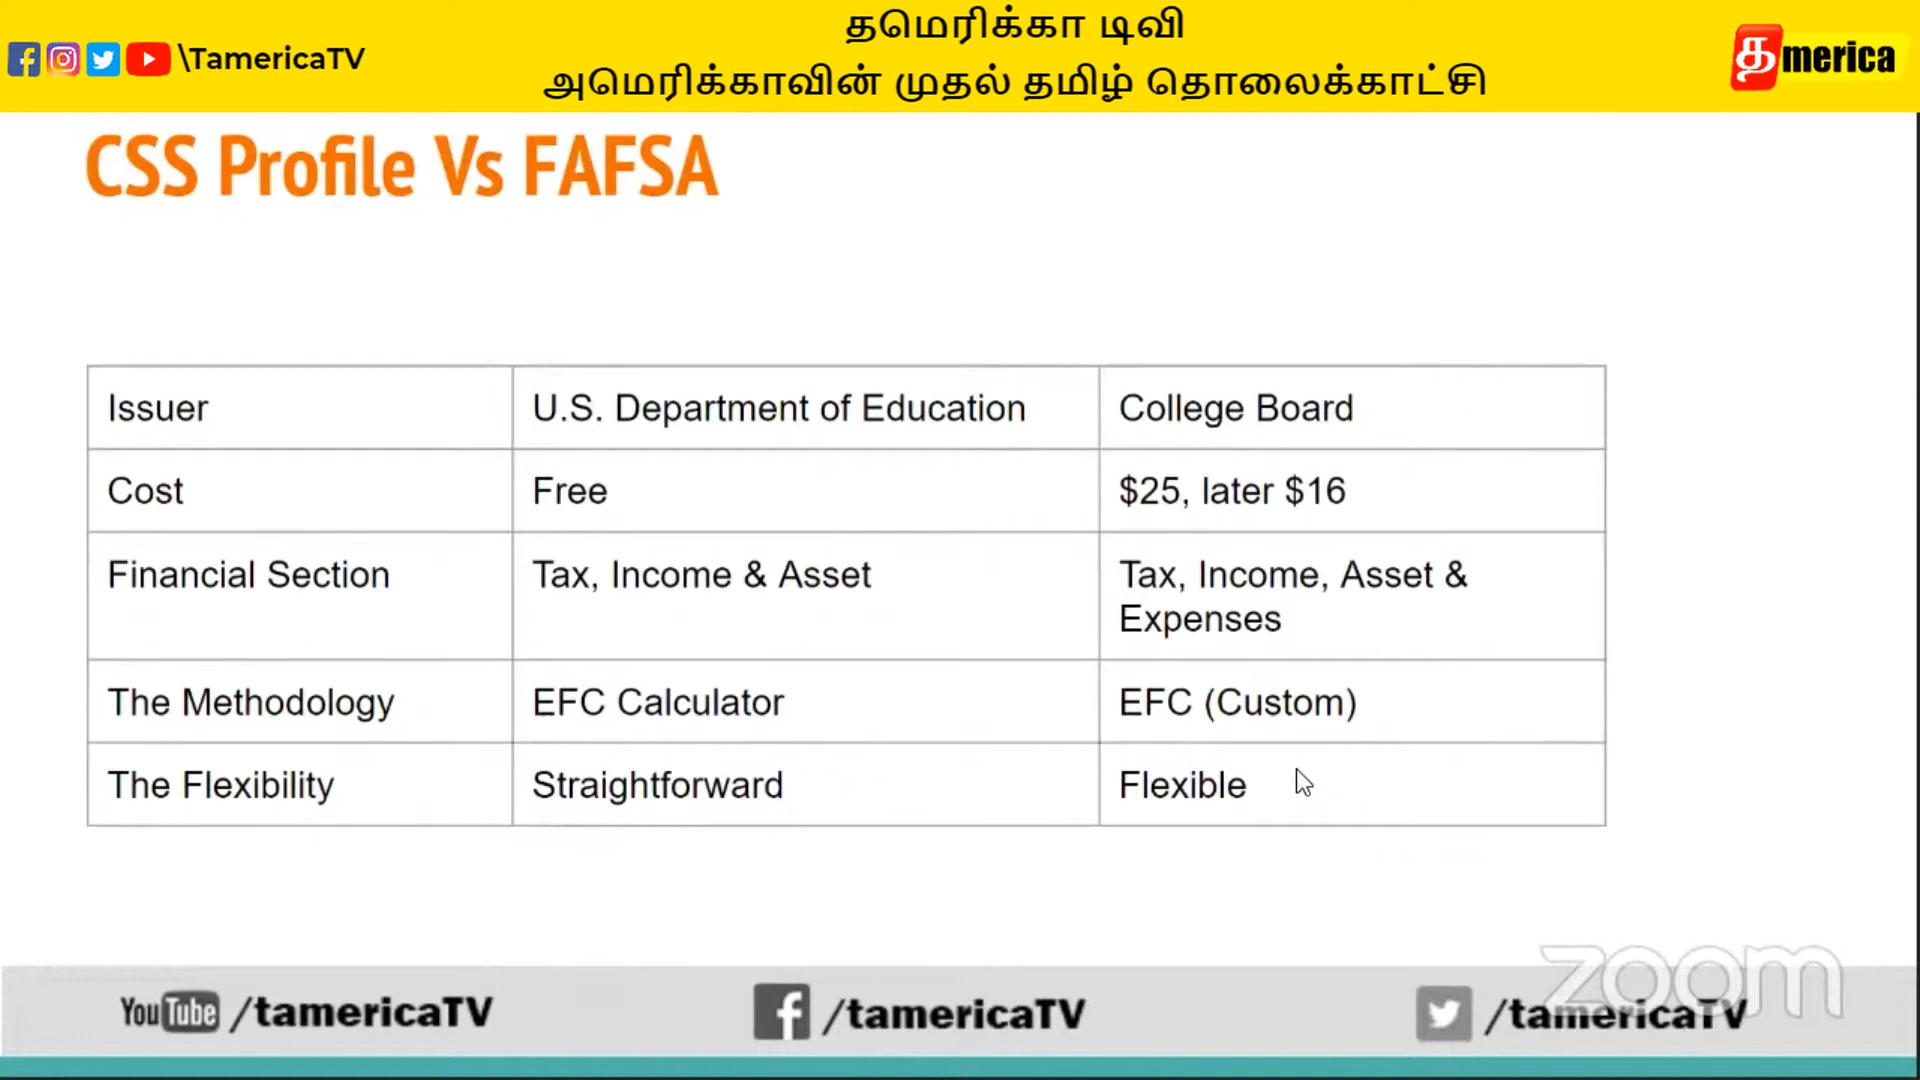 தமெரிக்கா டிவி
\TamericaTV
அமெரிக்காவின் முதல் தமிழ் தொலைக்காட்சி
தmerica
CSS Profile Vs FAFSA
Issuer U.S. Department of Education College Board
Cost Free $25, later $16
Financial Section Tax, Income & Asset Tax, Income, Asset &
Expenses
The Methodology EFC Calculator EFC (Custom)
The Flexibility Straightforward Flexible
zoom
YouTube /tamericaTV /tamericaTV /tamericaTV